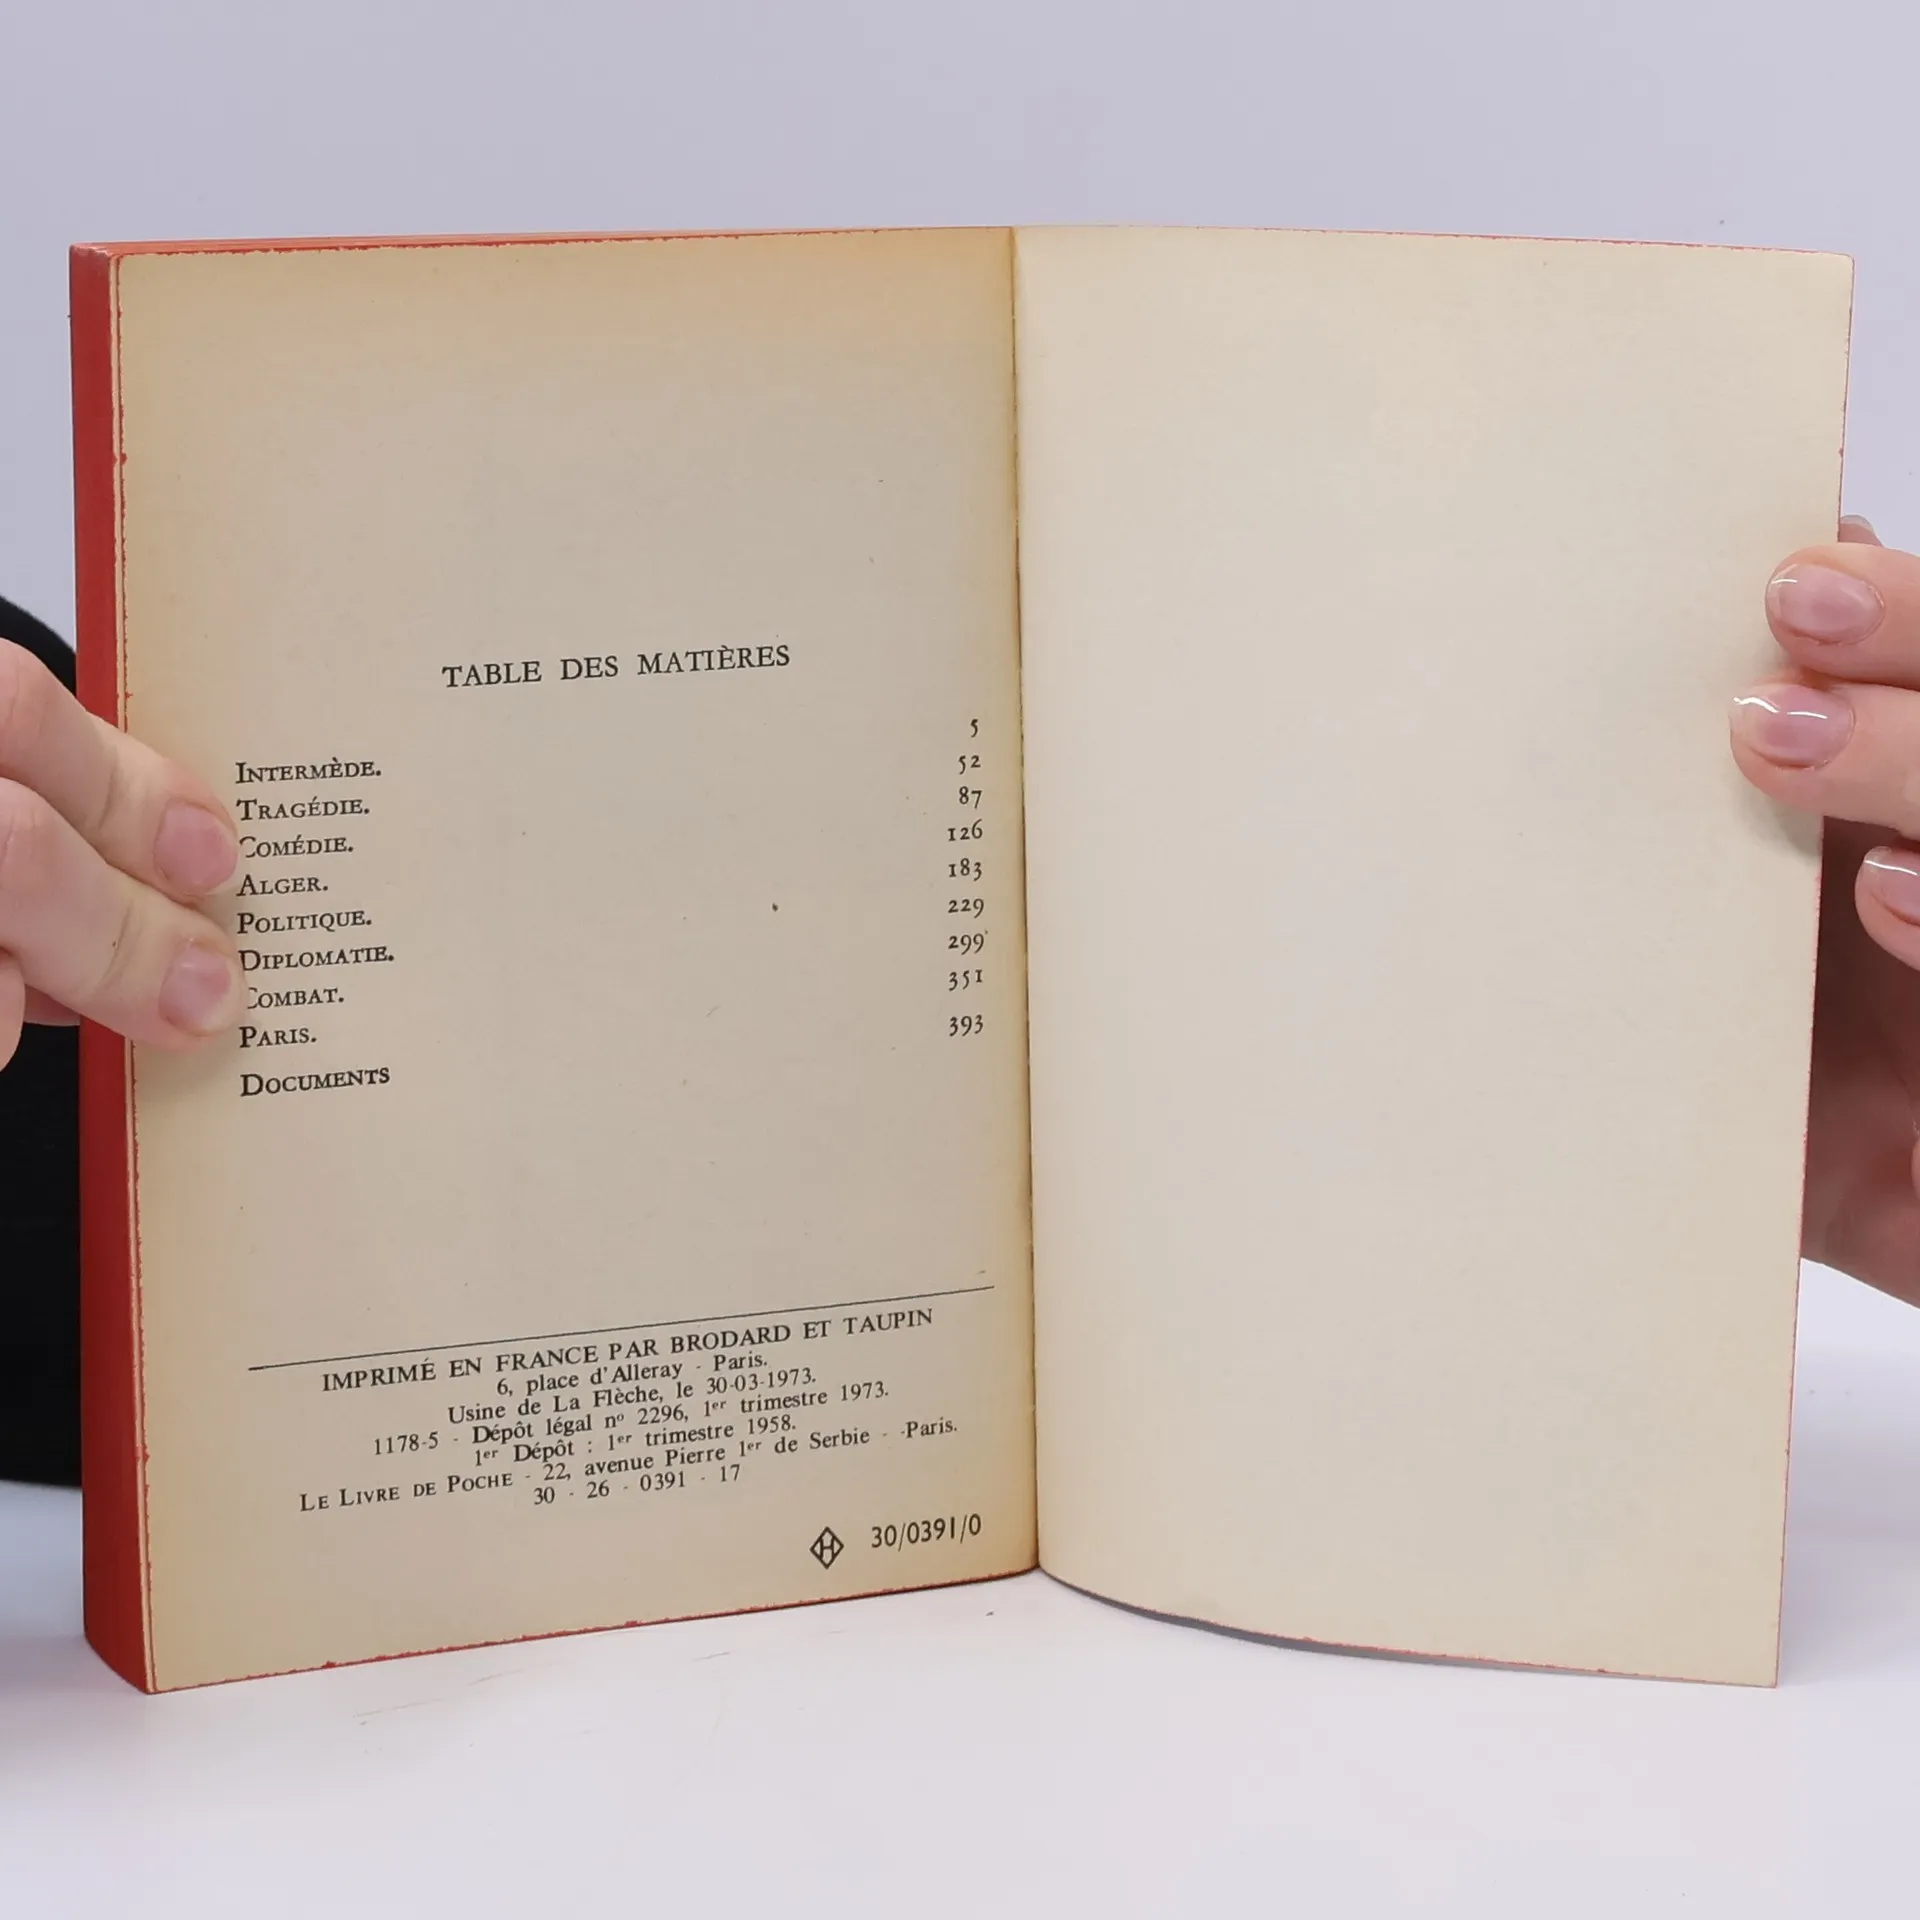 TABLE DES MATIÈRES
INTERMÈDE. 5
TRAGÉDIE. 52
COMÉDIE. 87
ALGER. 126
POLITIQUE. 183
DIPLOMATIE. 229
COMBAT. 299
PARIS. 351
DOCUMENTS 393
IMPRIMÉ EN FRANCE PAR BRODARD ET TAUPIN
6, place d'Alleray - Paris.
Usine de La Flèche, le 30-03-1973.
1178-5 - Dépôt légal nº 2296, 1er trimestre 1973.
1er Dépôt : 1er trimestre 1958.
LE LIVRE DE POCHE - 22, avenue Pierre 1er de Serbie - Paris.
30 - 26 - 0391 - 17
H 30/0391/0